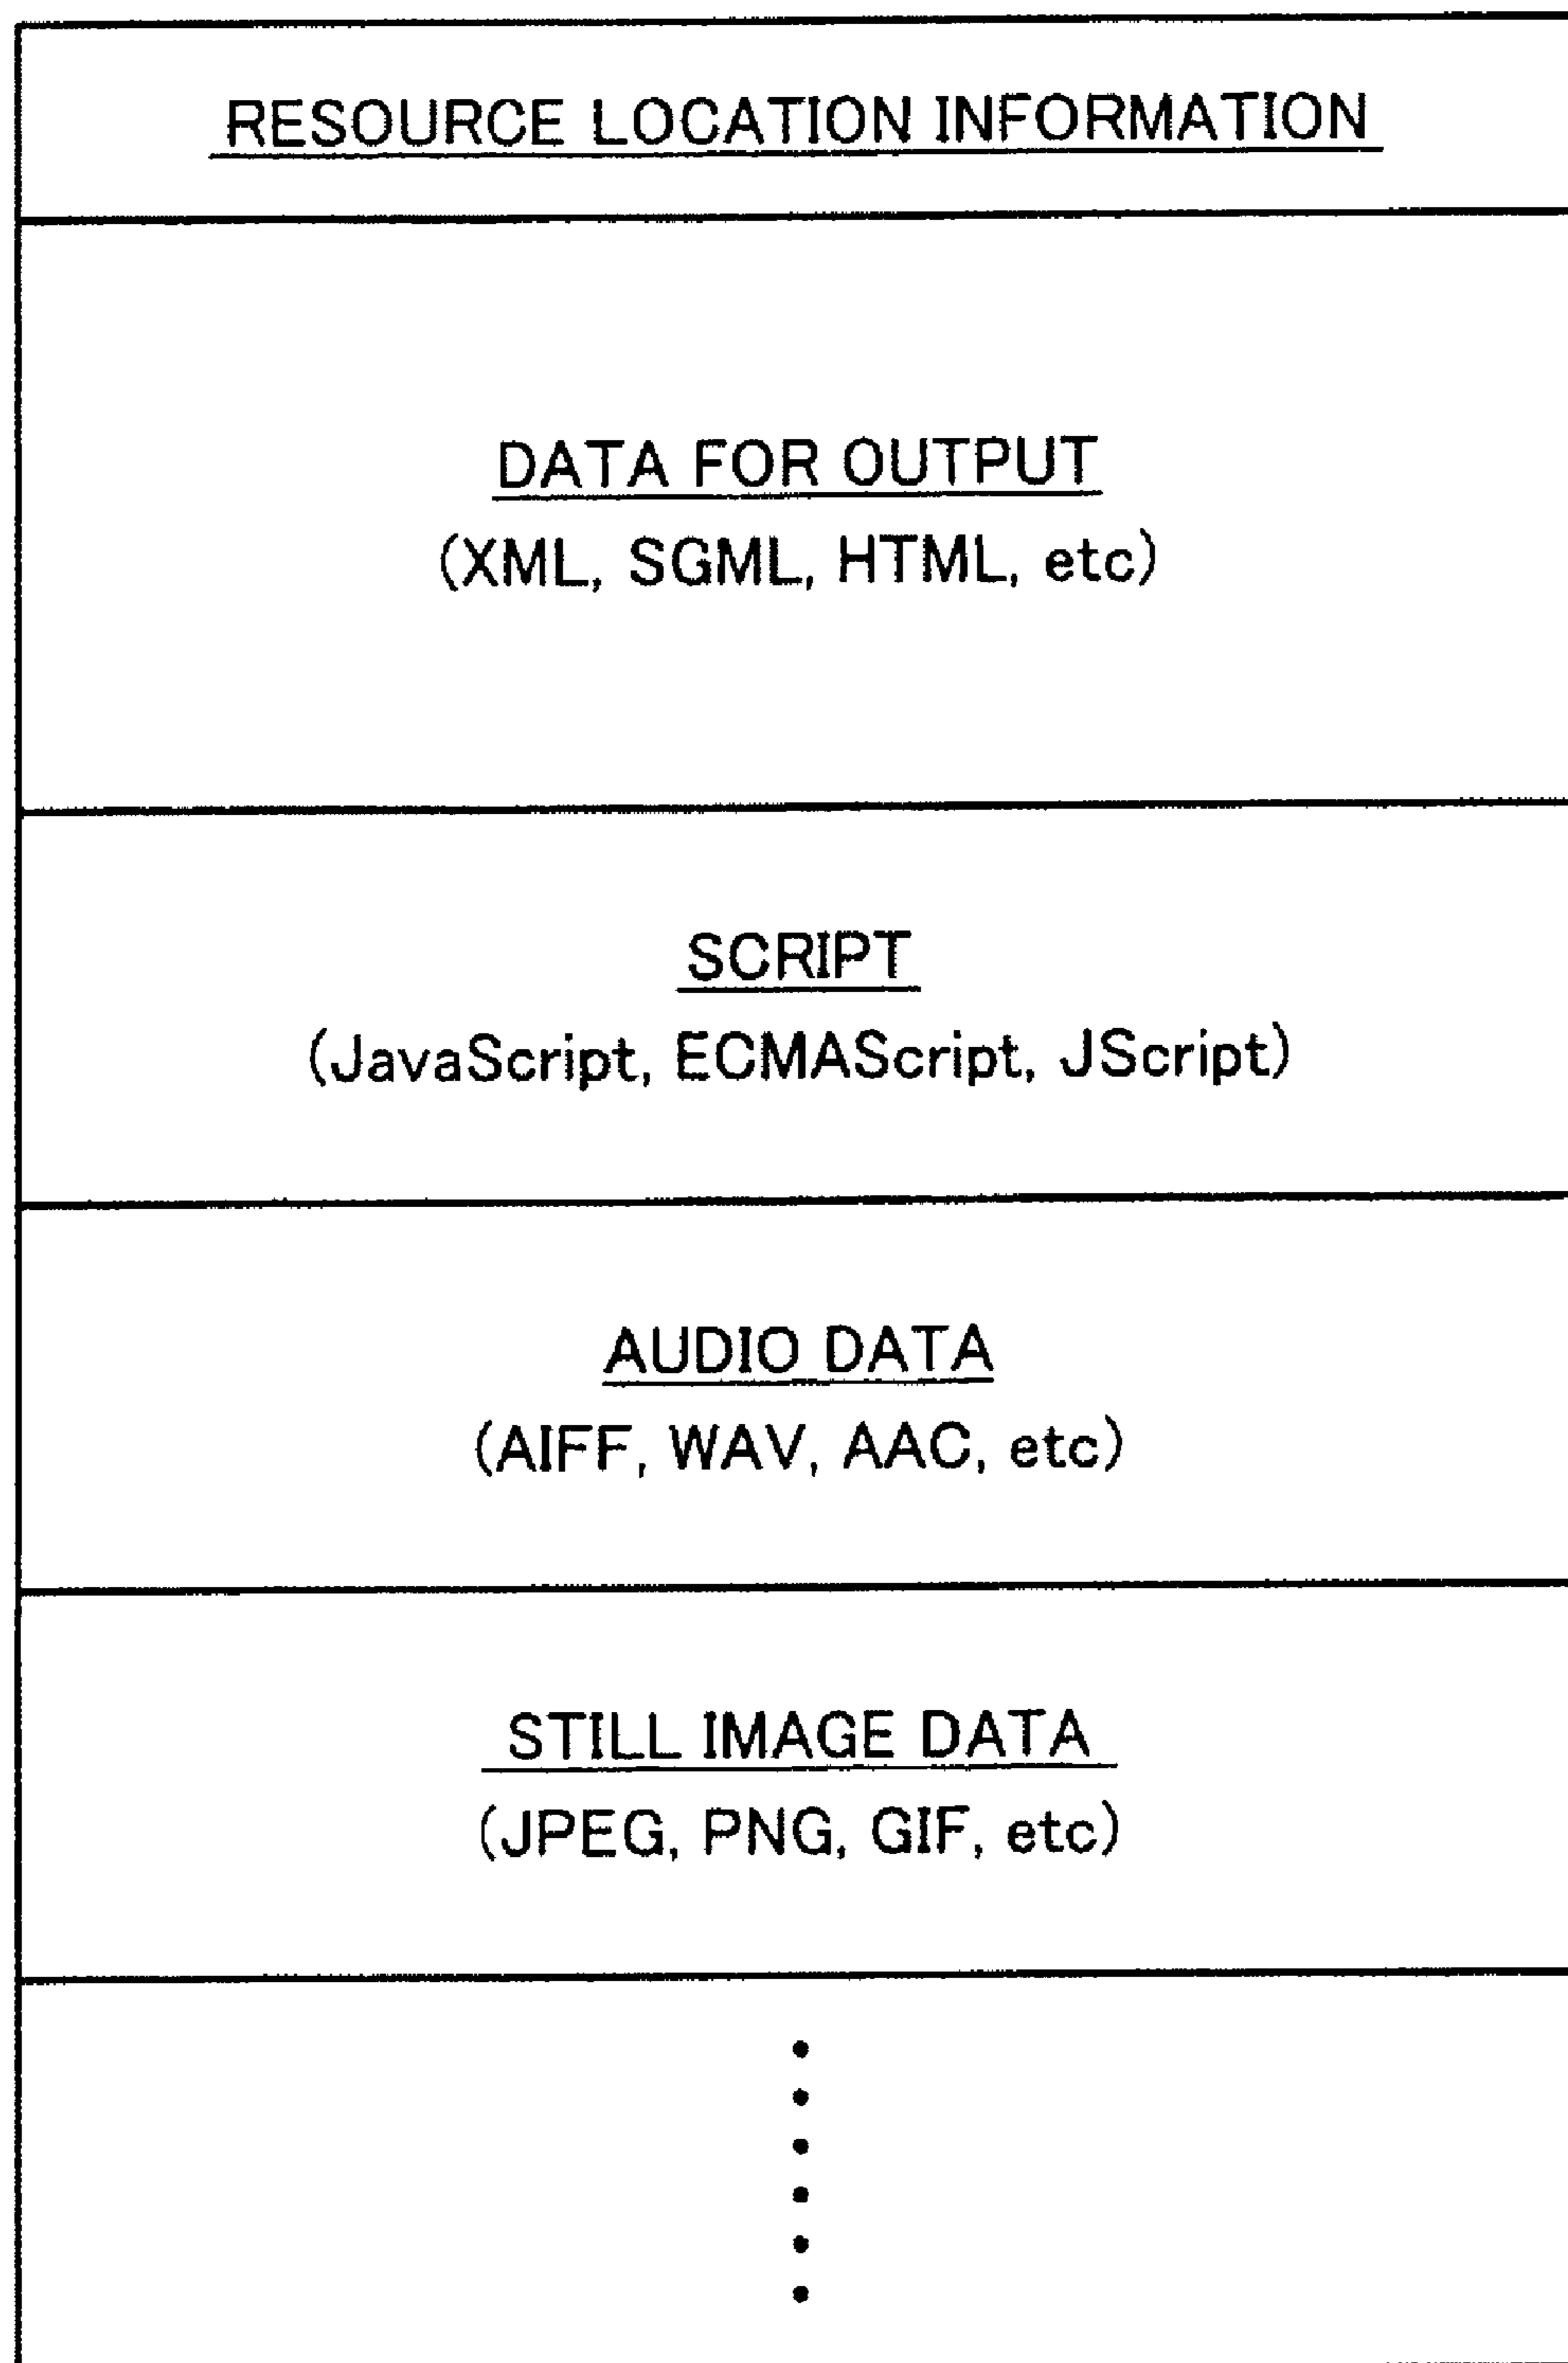 RESOURCE LOCATION INFORMATION
DATA FOR OUTPUT
(XML, SGML, HTML, etc)
SCRIPT
(JavaScript, ECMAScript, JScript)
AUDIO DATA
(AIFF, WAV, AAC, etc)
STILL IMAGE DATA
(JPEG, PNG, GIF, etc)